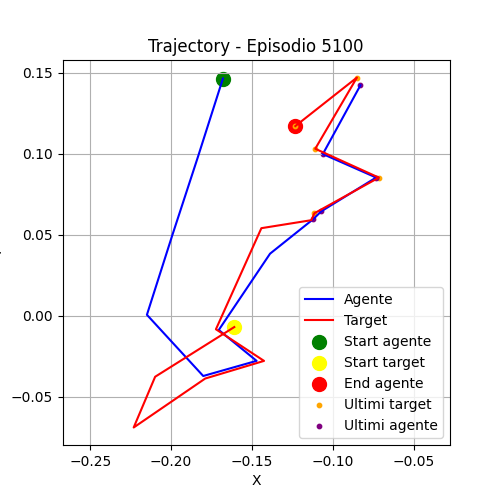 Trajectory - Episodio 5100
0.15
0.10
0.05
0.00
−0.05
−0.25
−0.20
−0.15
−0.10
−0.05
X
Agente
Target
Start agente
Start target
End agente
Ultimi target
Ultimi agente